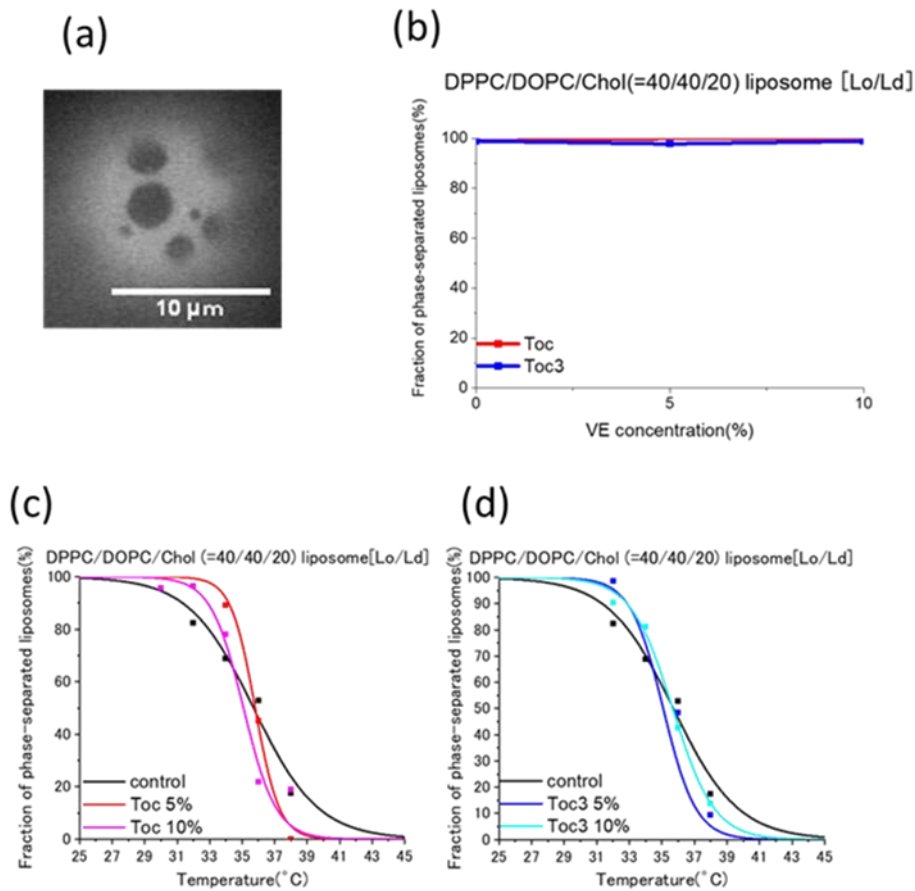 (a)
10 µm
(b)
DPPC/DOPC/Chol(=40/40/20) liposome [Lo/Ld]
Fraction of phase-separated liposomes(%)
100
80
60
40
20
0
Toc
Toc3
0 5 10
VE concentration(%)
(c)
DPPC/DOPC/Chol (=40/40/20) liposome[Lo/Ld]
Fraction of phase-separated liposomes(%)
100
80
60
40
20
0
control
Toc 5%
Toc 10%
25 27 29 31 33 35 37 39 41 43 45
Temperature(°C)
(d)
DPPC/DOPC/Chol (=40/40/20) liposome[Lo/Ld]
Fraction of phase-separated liposomes(%)
100
90
80
70
60
50
40
30
20
10
0
control
Toc3 5%
Toc3 10%
25 27 29 31 33 35 37 39 41 43 45
Temperature(°C)